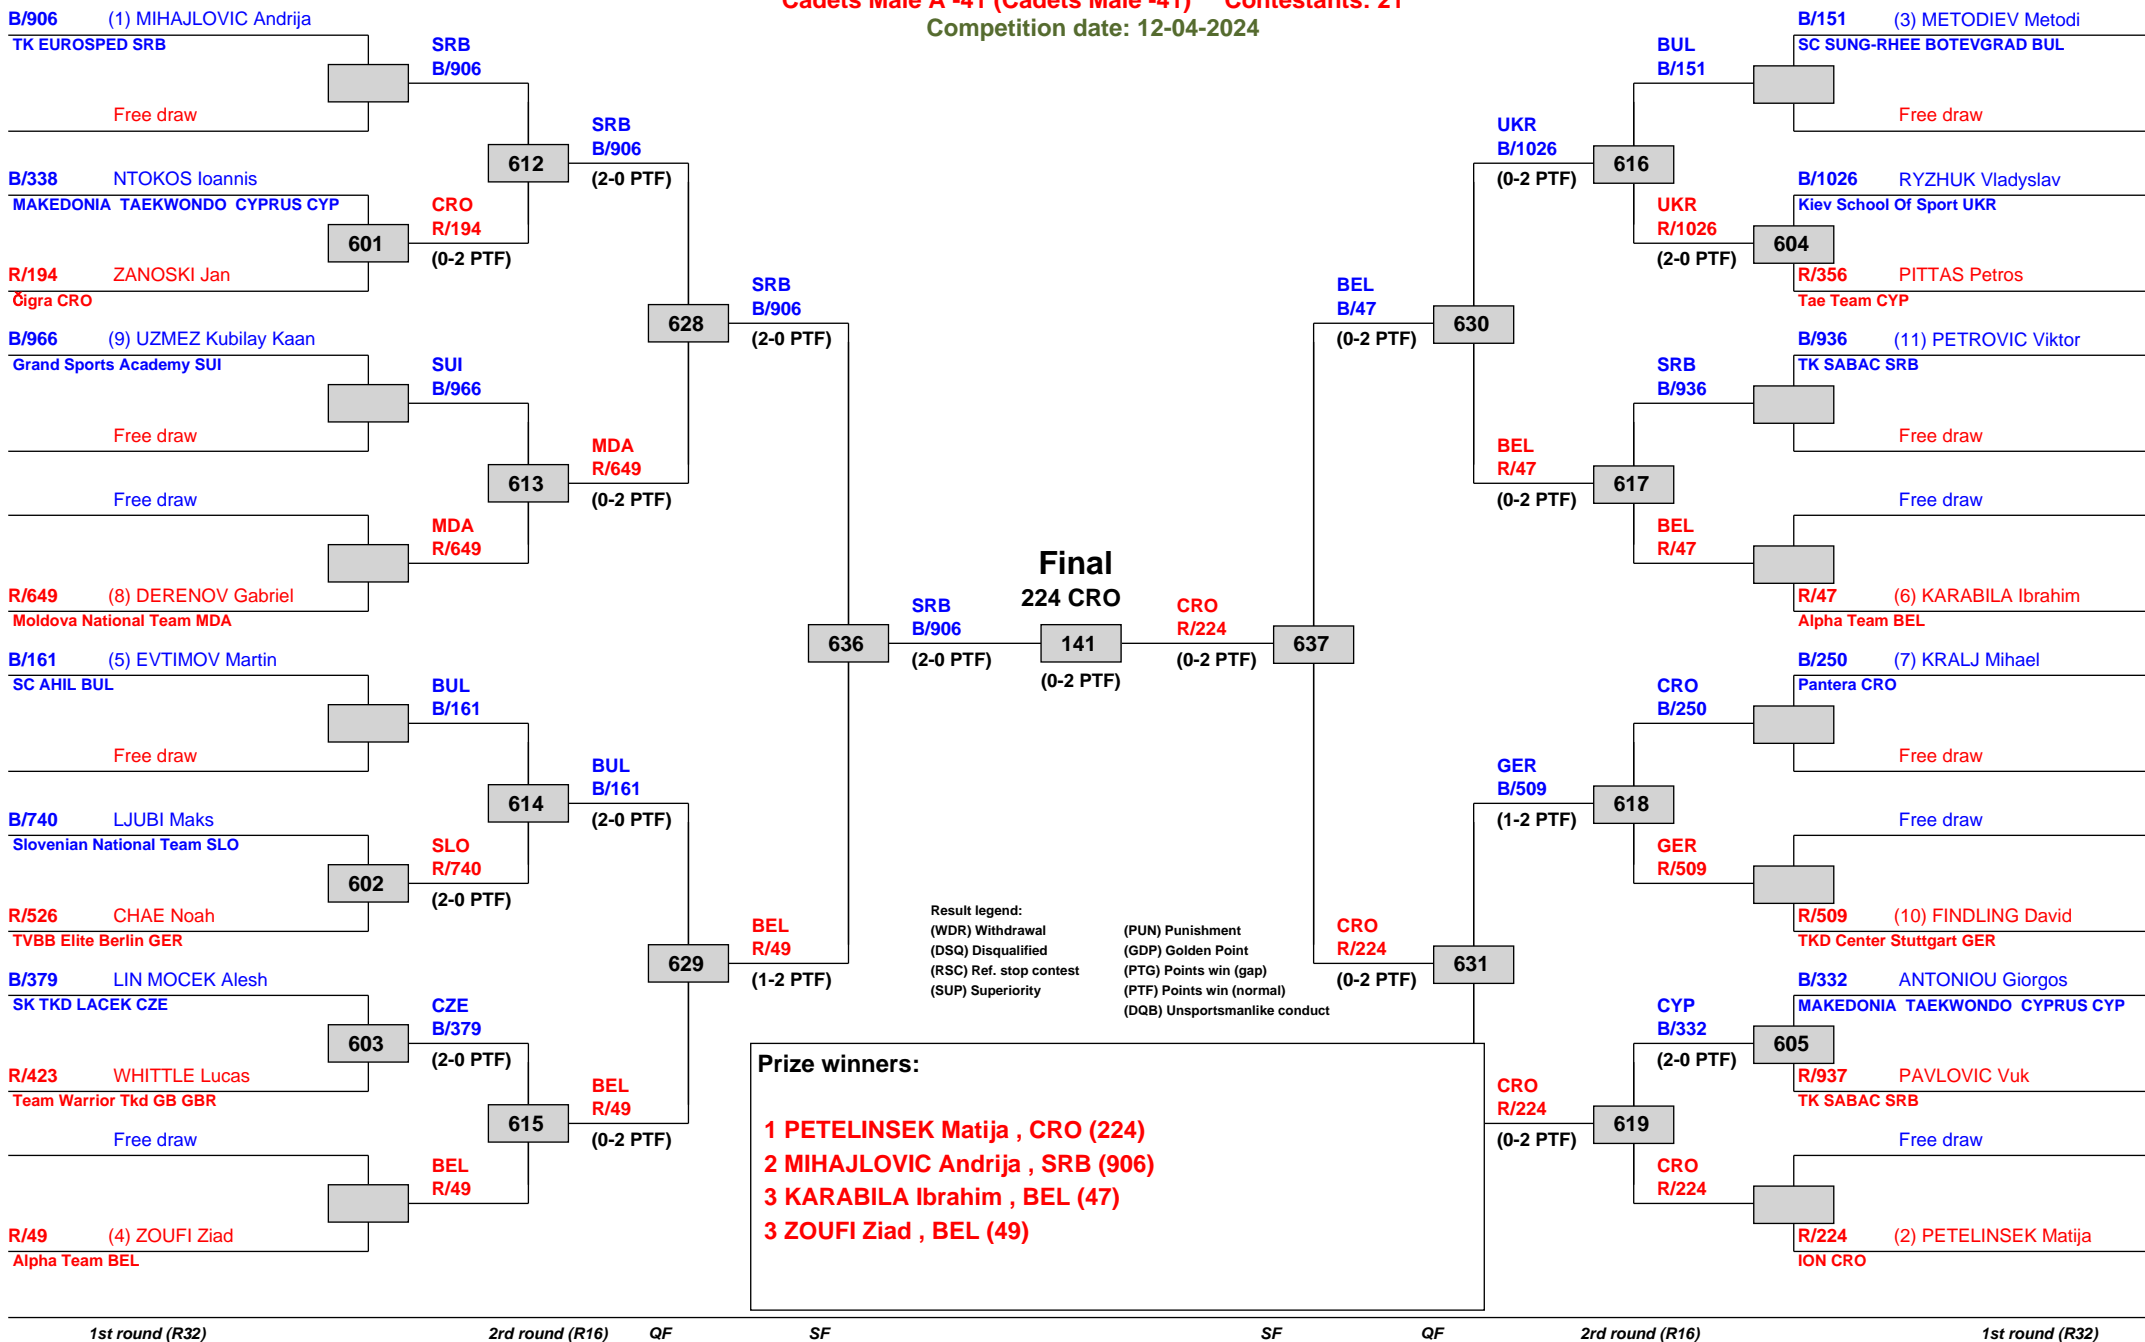 Cadets Male A -41 (Cadets Male -41) Contestants: 21
Competition date: 12-04-2024
B/906 (1) MIHAJLOVIC Andrija
TK EUROSPED SRB
Free draw
B/338 NTOKOS Ioannis
MAKEDONIA TAEKWONDO CYPRUS CYP
601
R/194 ZANOSKI Jan
Čigra CRO
B/966 (9) UZMEZ Kubilay Kaan
Grand Sports Academy SUI
Free draw
Free draw
R/649 (8) DERENOV Gabriel
Moldova National Team MDA
B/161 (5) EVTIMOV Martin
SC AHIL BUL
Free draw
B/740 LJUBI Maks
Slovenian National Team SLO
602
R/526 CHAE Noah
TVBB Elite Berlin GER
B/379 LIN MOCEK Alesh
SK TKD LACEK CZE
603
R/423 WHITTLE Lucas
Team Warrior Tkd GB GBR
Free draw
R/49 (4) ZOUFI Ziad
Alpha Team BEL
SRB
B/906
612
CRO
R/194
(0-2 PTF)
SUI
B/966
613
MDA
R/649
BUL
B/161
614
SLO
R/740
(2-0 PTF)
CZE
B/379
(2-0 PTF)
615
BEL
R/49
SRB
B/906
(2-0 PTF)
628
MDA
R/649
(0-2 PTF)
BUL
B/161
(2-0 PTF)
629
BEL
R/49
(0-2 PTF)
SRB
B/906
(2-0 PTF)
636
BEL
R/49
(1-2 PTF)
SRB
B/906
(2-0 PTF)
Final
224 CRO
141
(0-2 PTF)
CRO
R/224
(0-2 PTF)
637
BEL
B/47
(0-2 PTF)
630
CRO
R/224
(0-2 PTF)
631
UKR
B/1026
(0-2 PTF)
616
BEL
R/47
(0-2 PTF)
617
GER
B/509
(1-2 PTF)
618
CRO
R/224
(0-2 PTF)
619
BUL
B/151
UKR
R/1026
(2-0 PTF)
604
SRB
B/936
BEL
R/47
CRO
B/250
GER
R/509
CYP
B/332
(2-0 PTF)
605
CRO
R/224
B/151 (3) METODIEV Metodi
SC SUNG-RHEE BOTEVGRAD BUL
Free draw
B/1026 RYZHUK Vladyslav
Kiev School Of Sport UKR
R/356 PITTAS Petros
Tae Team CYP
B/936 (11) PETROVIC Viktor
TK SABAC SRB
Free draw
Free draw
R/47 (6) KARABILA Ibrahim
Alpha Team BEL
B/250 (7) KRALJ Mihael
Pantera CRO
Free draw
Free draw
R/509 (10) FINDLING David
TKD Center Stuttgart GER
B/332 ANTONIOU Giorgos
MAKEDONIA TAEKWONDO CYPRUS CYP
R/937 PAVLOVIC Vuk
TK SABAC SRB
Free draw
R/224 (2) PETELINSEK Matija
ION CRO
Result legend:
(WDR) Withdrawal
(DSQ) Disqualified
(RSC) Ref. stop contest
(SUP) Superiority
(PUN) Punishment
(GDP) Golden Point
(PTG) Points win (gap)
(PTF) Points win (normal)
(DQB) Unsportsmanlike conduct
Prize winners:
1 PETELINSEK Matija , CRO (224)
2 MIHAJLOVIC Andrija , SRB (906)
3 KARABILA Ibrahim , BEL (47)
3 ZOUFI Ziad , BEL (49)
1st round (R32) 2rd round (R16) QF SF SF QF 2rd round (R16) 1st round (R32)